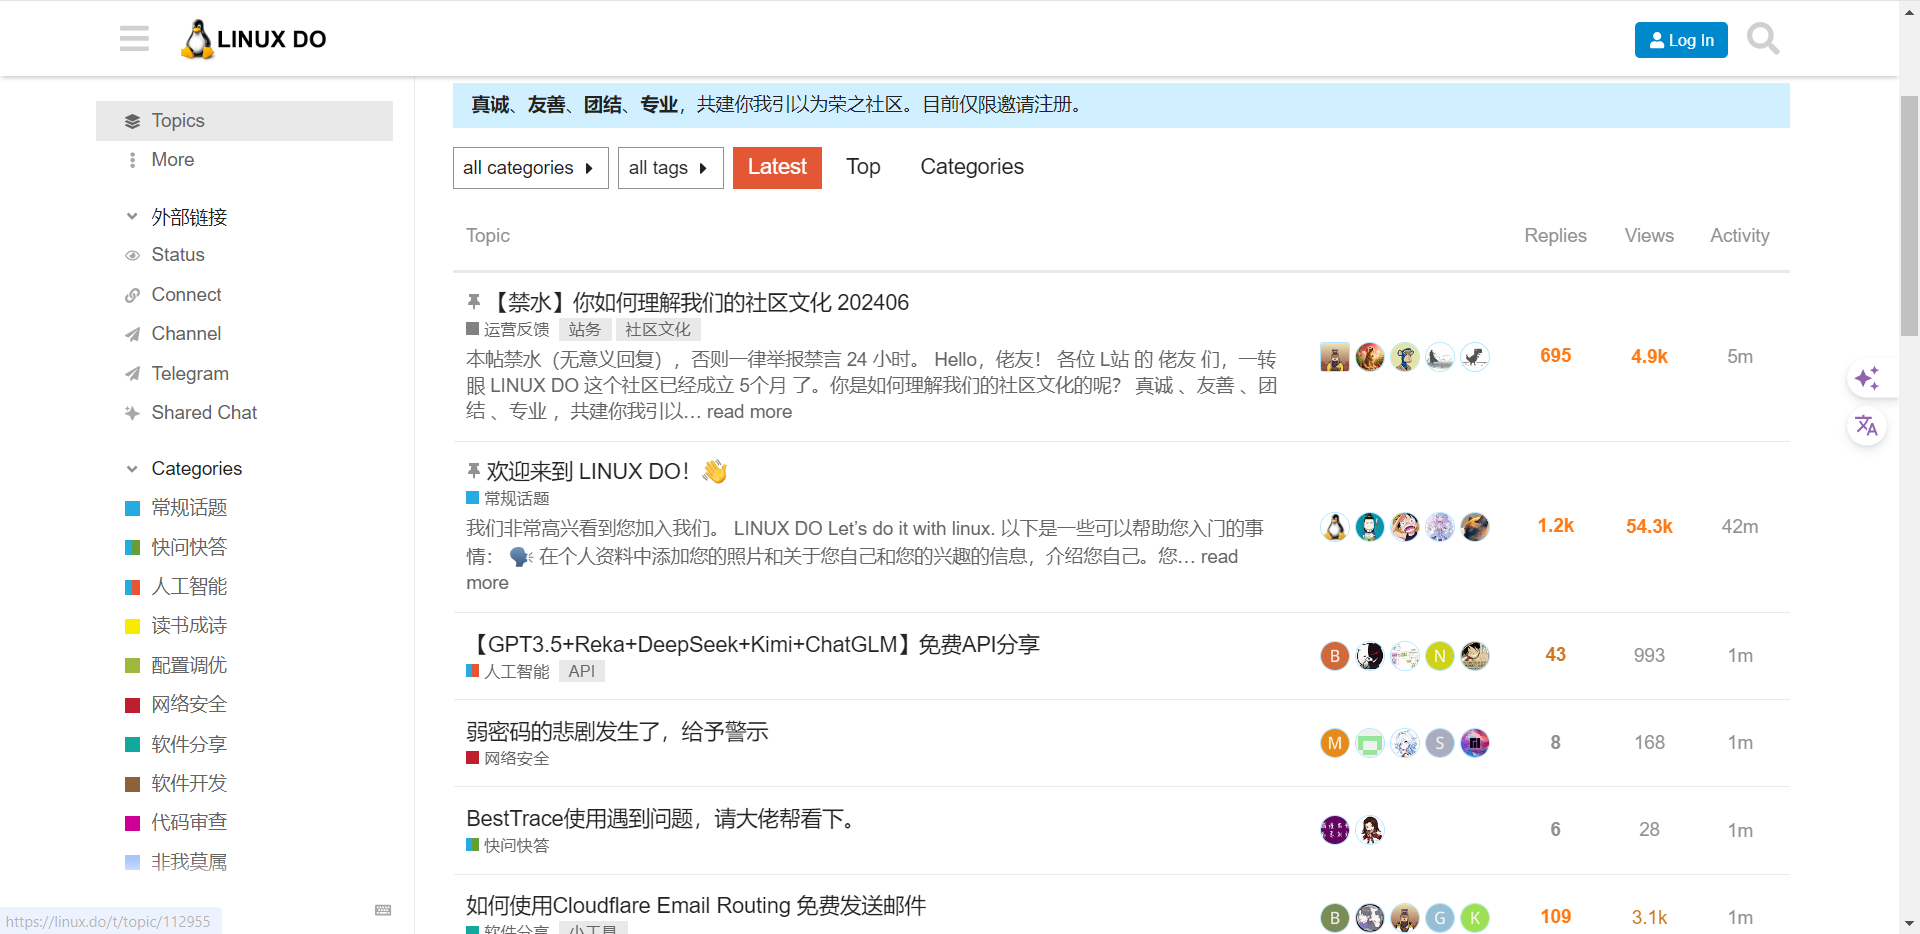 LINUX DO
Log In
Topics
More
外部链接
Status
Connect
Channel
Telegram
Shared Chat
Categories
常规话题
快问快答
人工智能
读书成诗
配置调优
网络安全
软件分享
软件开发
代码审查
非我莫属
https://linux.do/t/topic/112955
真诚、友善、团结、专业，共建你我引以为荣之社区。目前仅限邀请注册。
all categories all tags Latest Top Categories
Topic Replies Views Activity
【禁水】你如何理解我们的社区文化 202406
运营反馈 站务 社区文化
本帖禁水（无意义回复），否则一律举报禁言 24 小时。 Hello，佬友！ 各位 L站 的 佬友 们，一转
眼 LINUX DO 这个社区已经成立 5个月 了。你是如何理解我们的社区文化的呢？ 真诚 、友善 、团
结 、专业 ，共建你我引以… read more
695 4.9k 5m
欢迎来到 LINUX DO！👋
常规话题
我们非常高兴看到您加入我们。 LINUX DO Let’s do it with linux. 以下是一些可以帮助您入门的事
情： 🗣 在个人资料中添加您的照片和关于您自己和您的兴趣的信息，介绍您自己。您… read
more
1.2k 54.3k 42m
【GPT3.5+Reka+DeepSeek+Kimi+ChatGLM】免费API分享
人工智能 API
B N 43 993 1m
弱密码的悲剧发生了，给予警示
网络安全
M S 8 168 1m
BestTrace使用遇到问题，请大佬帮看下。
快问快答
6 28 1m
如何使用Cloudflare Email Routing 免费发送邮件
软件分享 小工具
B G K 109 3.1k 1m